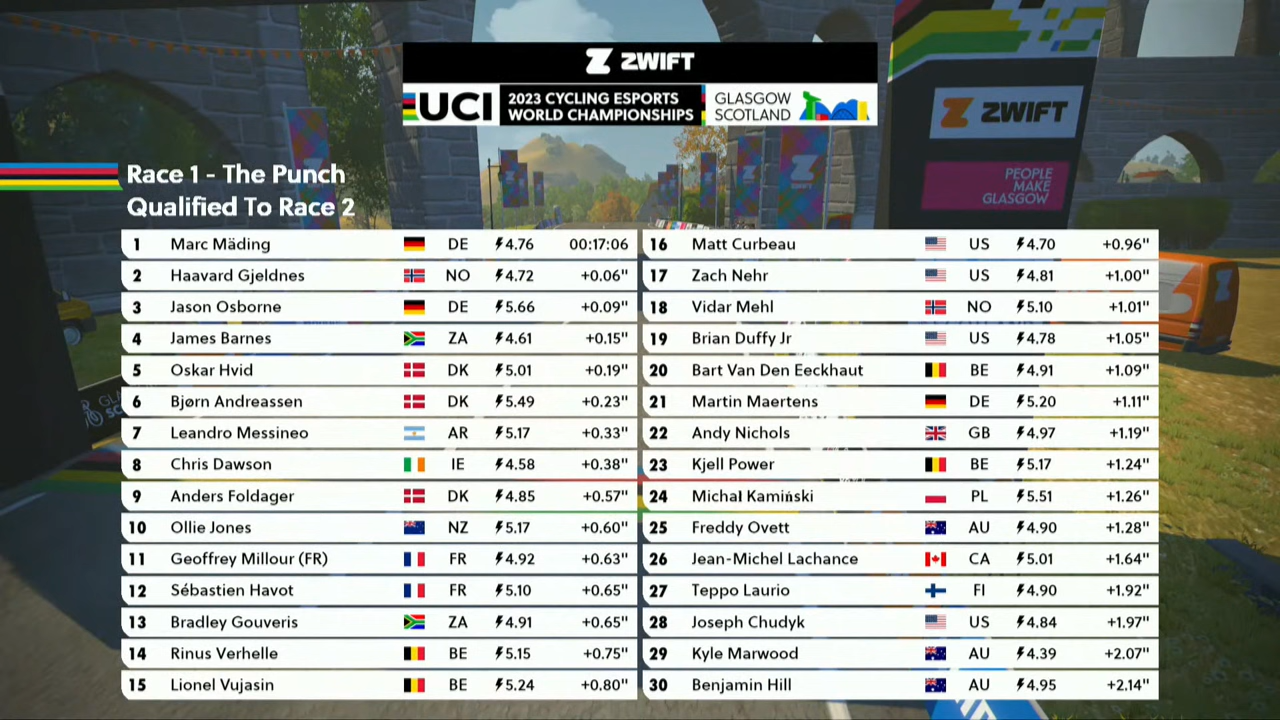 ZWIFT
UCI 2023 CYCLING ESPORTS WORLD CHAMPIONSHIPS GLASGOW SCOTLAND
ZWIFT
PEOPLE
MAKE
GLASGOW
Race 1 - The Punch
Qualified To Race 2
1 Marc Mäding DE 4.76 00:17:06
2 Haavard Gjeldnes NO 4.72 +0.06"
3 Jason Osborne DE 5.66 +0.09"
4 James Barnes ZA 4.61 +0.15"
5 Oskar Hvid DK 5.01 +0.19"
6 Bjørn Andreassen DK 5.49 +0.23"
7 Leandro Messineo AR 5.17 +0.33"
8 Chris Dawson IE 4.58 +0.38"
9 Anders Foldager DK 4.85 +0.57"
10 Ollie Jones NZ 5.17 +0.60"
11 Geoffrey Millour (FR) FR 4.92 +0.63"
12 Sébastien Havot FR 5.10 +0.65"
13 Bradley Gouveris ZA 4.91 +0.65"
14 Rinus Verhelle BE 5.15 +0.75"
15 Lionel Vujasin BE 5.24 +0.80"
16 Matt Curbeau US 4.70 +0.96"
17 Zach Nehr US 4.81 +1.00"
18 Vidar Mehl NO 5.10 +1.01"
19 Brian Duffy Jr US 4.78 +1.05"
20 Bart Van Den Eeckhaut BE 4.91 +1.09"
21 Martin Maertens DE 5.20 +1.11"
22 Andy Nichols GB 4.97 +1.19"
23 Kjell Power BE 5.17 +1.24"
24 Michał Kamiński PL 5.51 +1.26"
25 Freddy Ovett AU 4.90 +1.28"
26 Jean-Michel Lachance CA 5.01 +1.64"
27 Teppo Laurio FI 4.90 +1.92"
28 Joseph Chudyk US 4.84 +1.97"
29 Kyle Marwood AU 4.39 +2.07"
30 Benjamin Hill AU 4.95 +2.14"